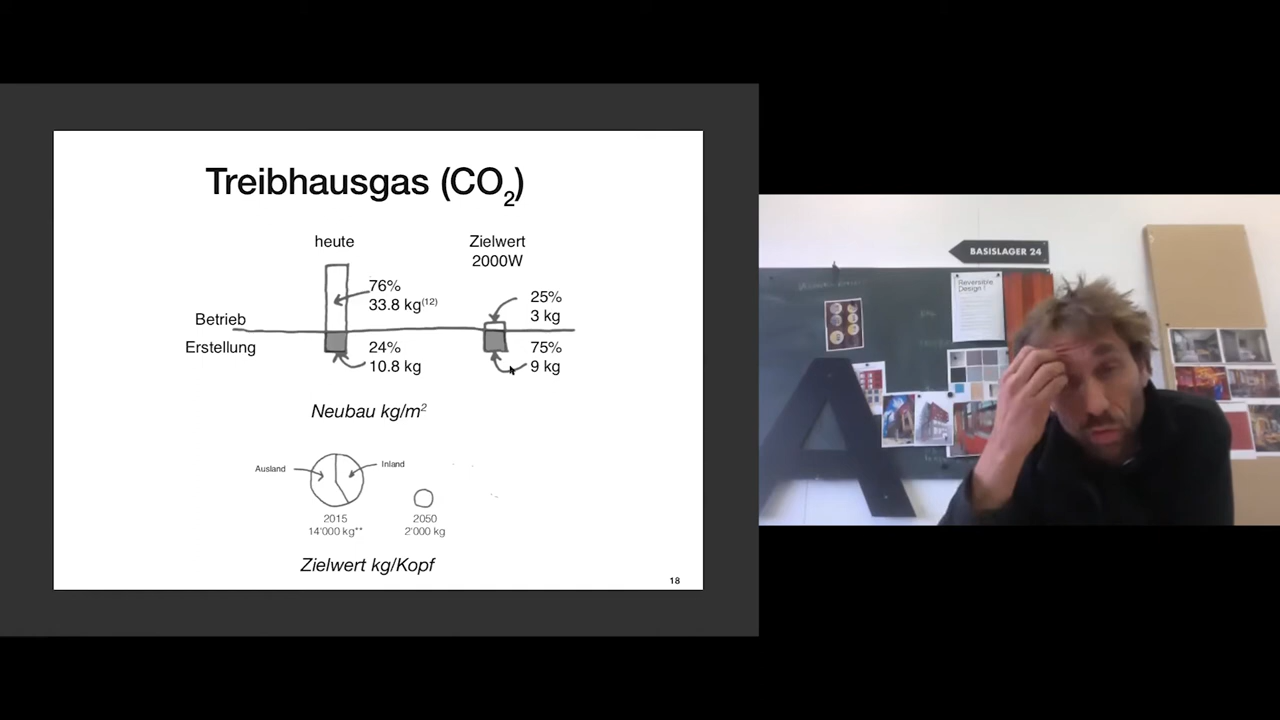 Treibhausgas (CO₂)
heute
Zielwert
2000W
76%
33.8 kg(12)
25%
3 kg
Betrieb
Erstellung
24%
10.8 kg
75%
9 kg
Neubau kg/m²
Ausland
Inland
2015
14'000 kg**
2050
2'000 kg
Zielwert kg/Kopf
18
BASISLAGER 24
Reversible
Design !
A